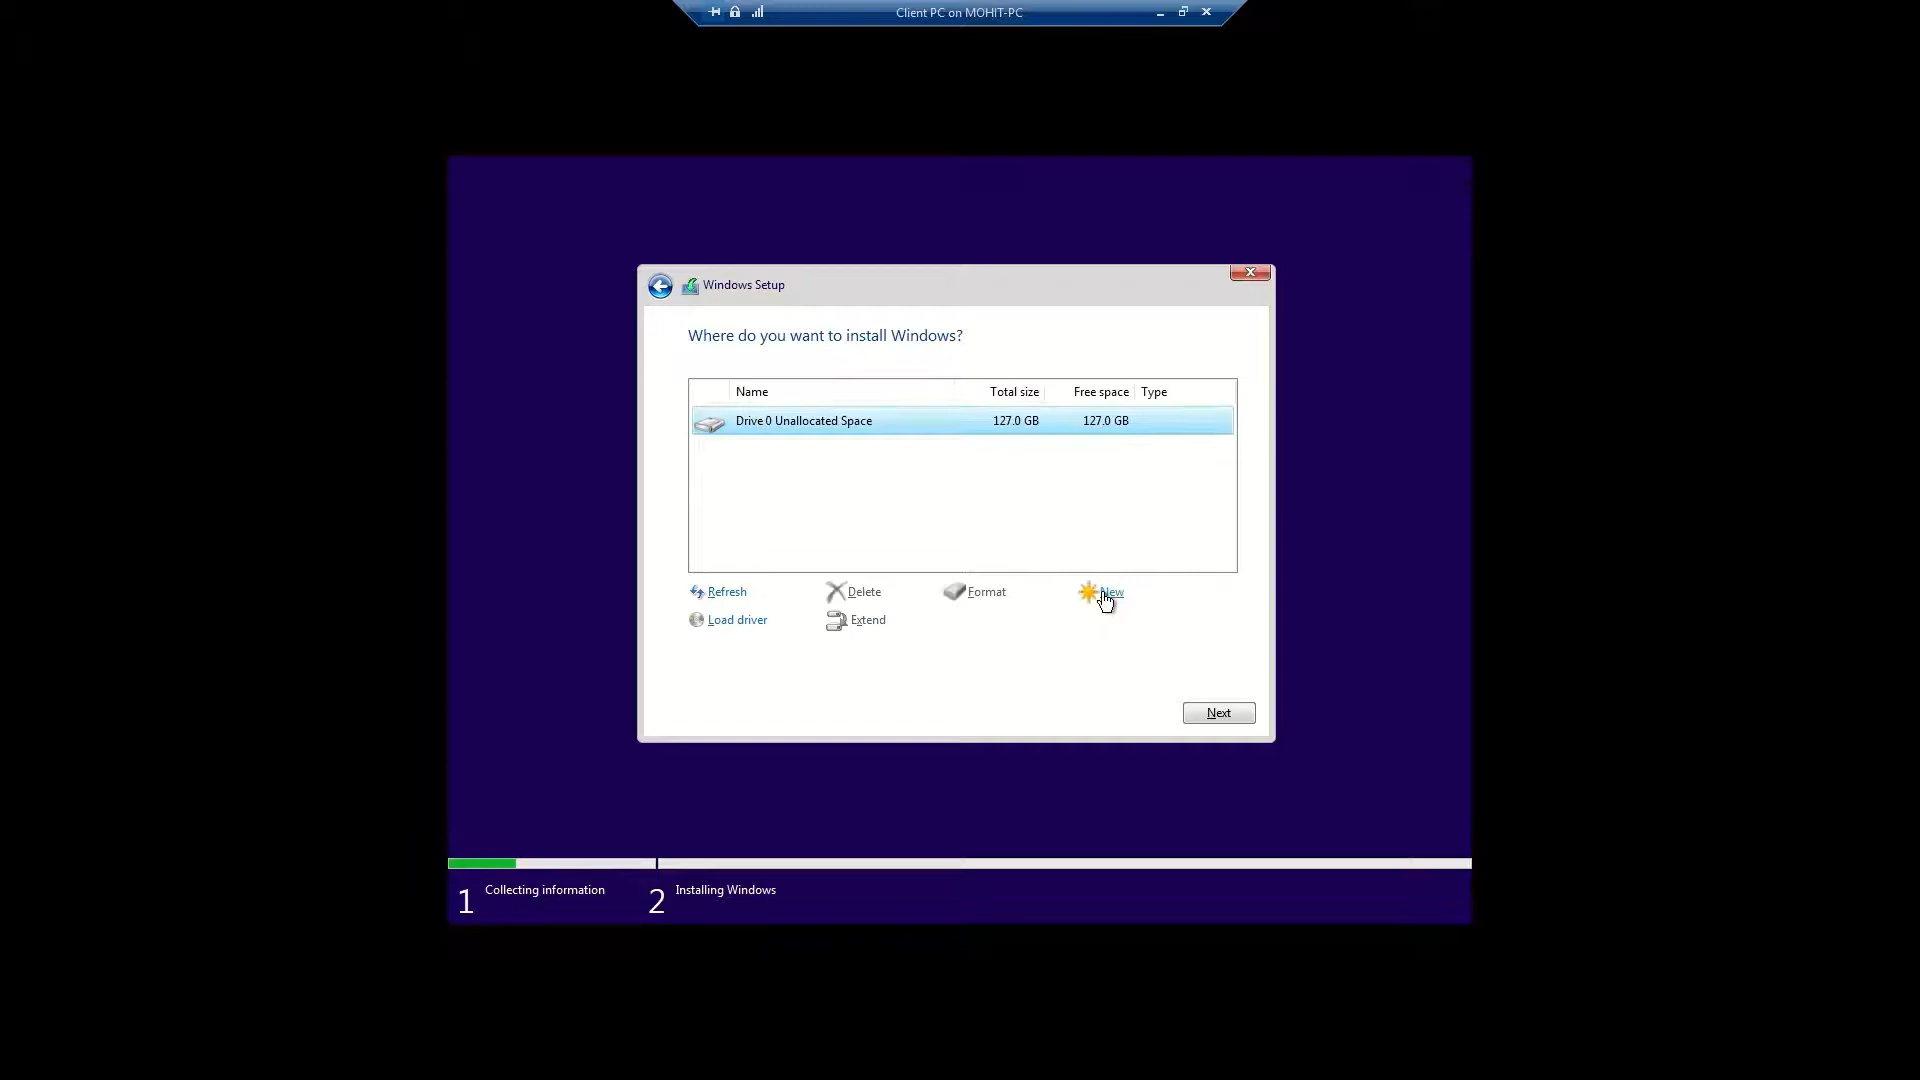 Client PC on MOHIT-PC
Windows Setup
Where do you want to install Windows?
Name Total size Free space Type
Drive 0 Unallocated Space 127.0 GB 127.0 GB
Refresh Delete Format New
Load driver Extend
Next
1 Collecting information 2 Installing Windows